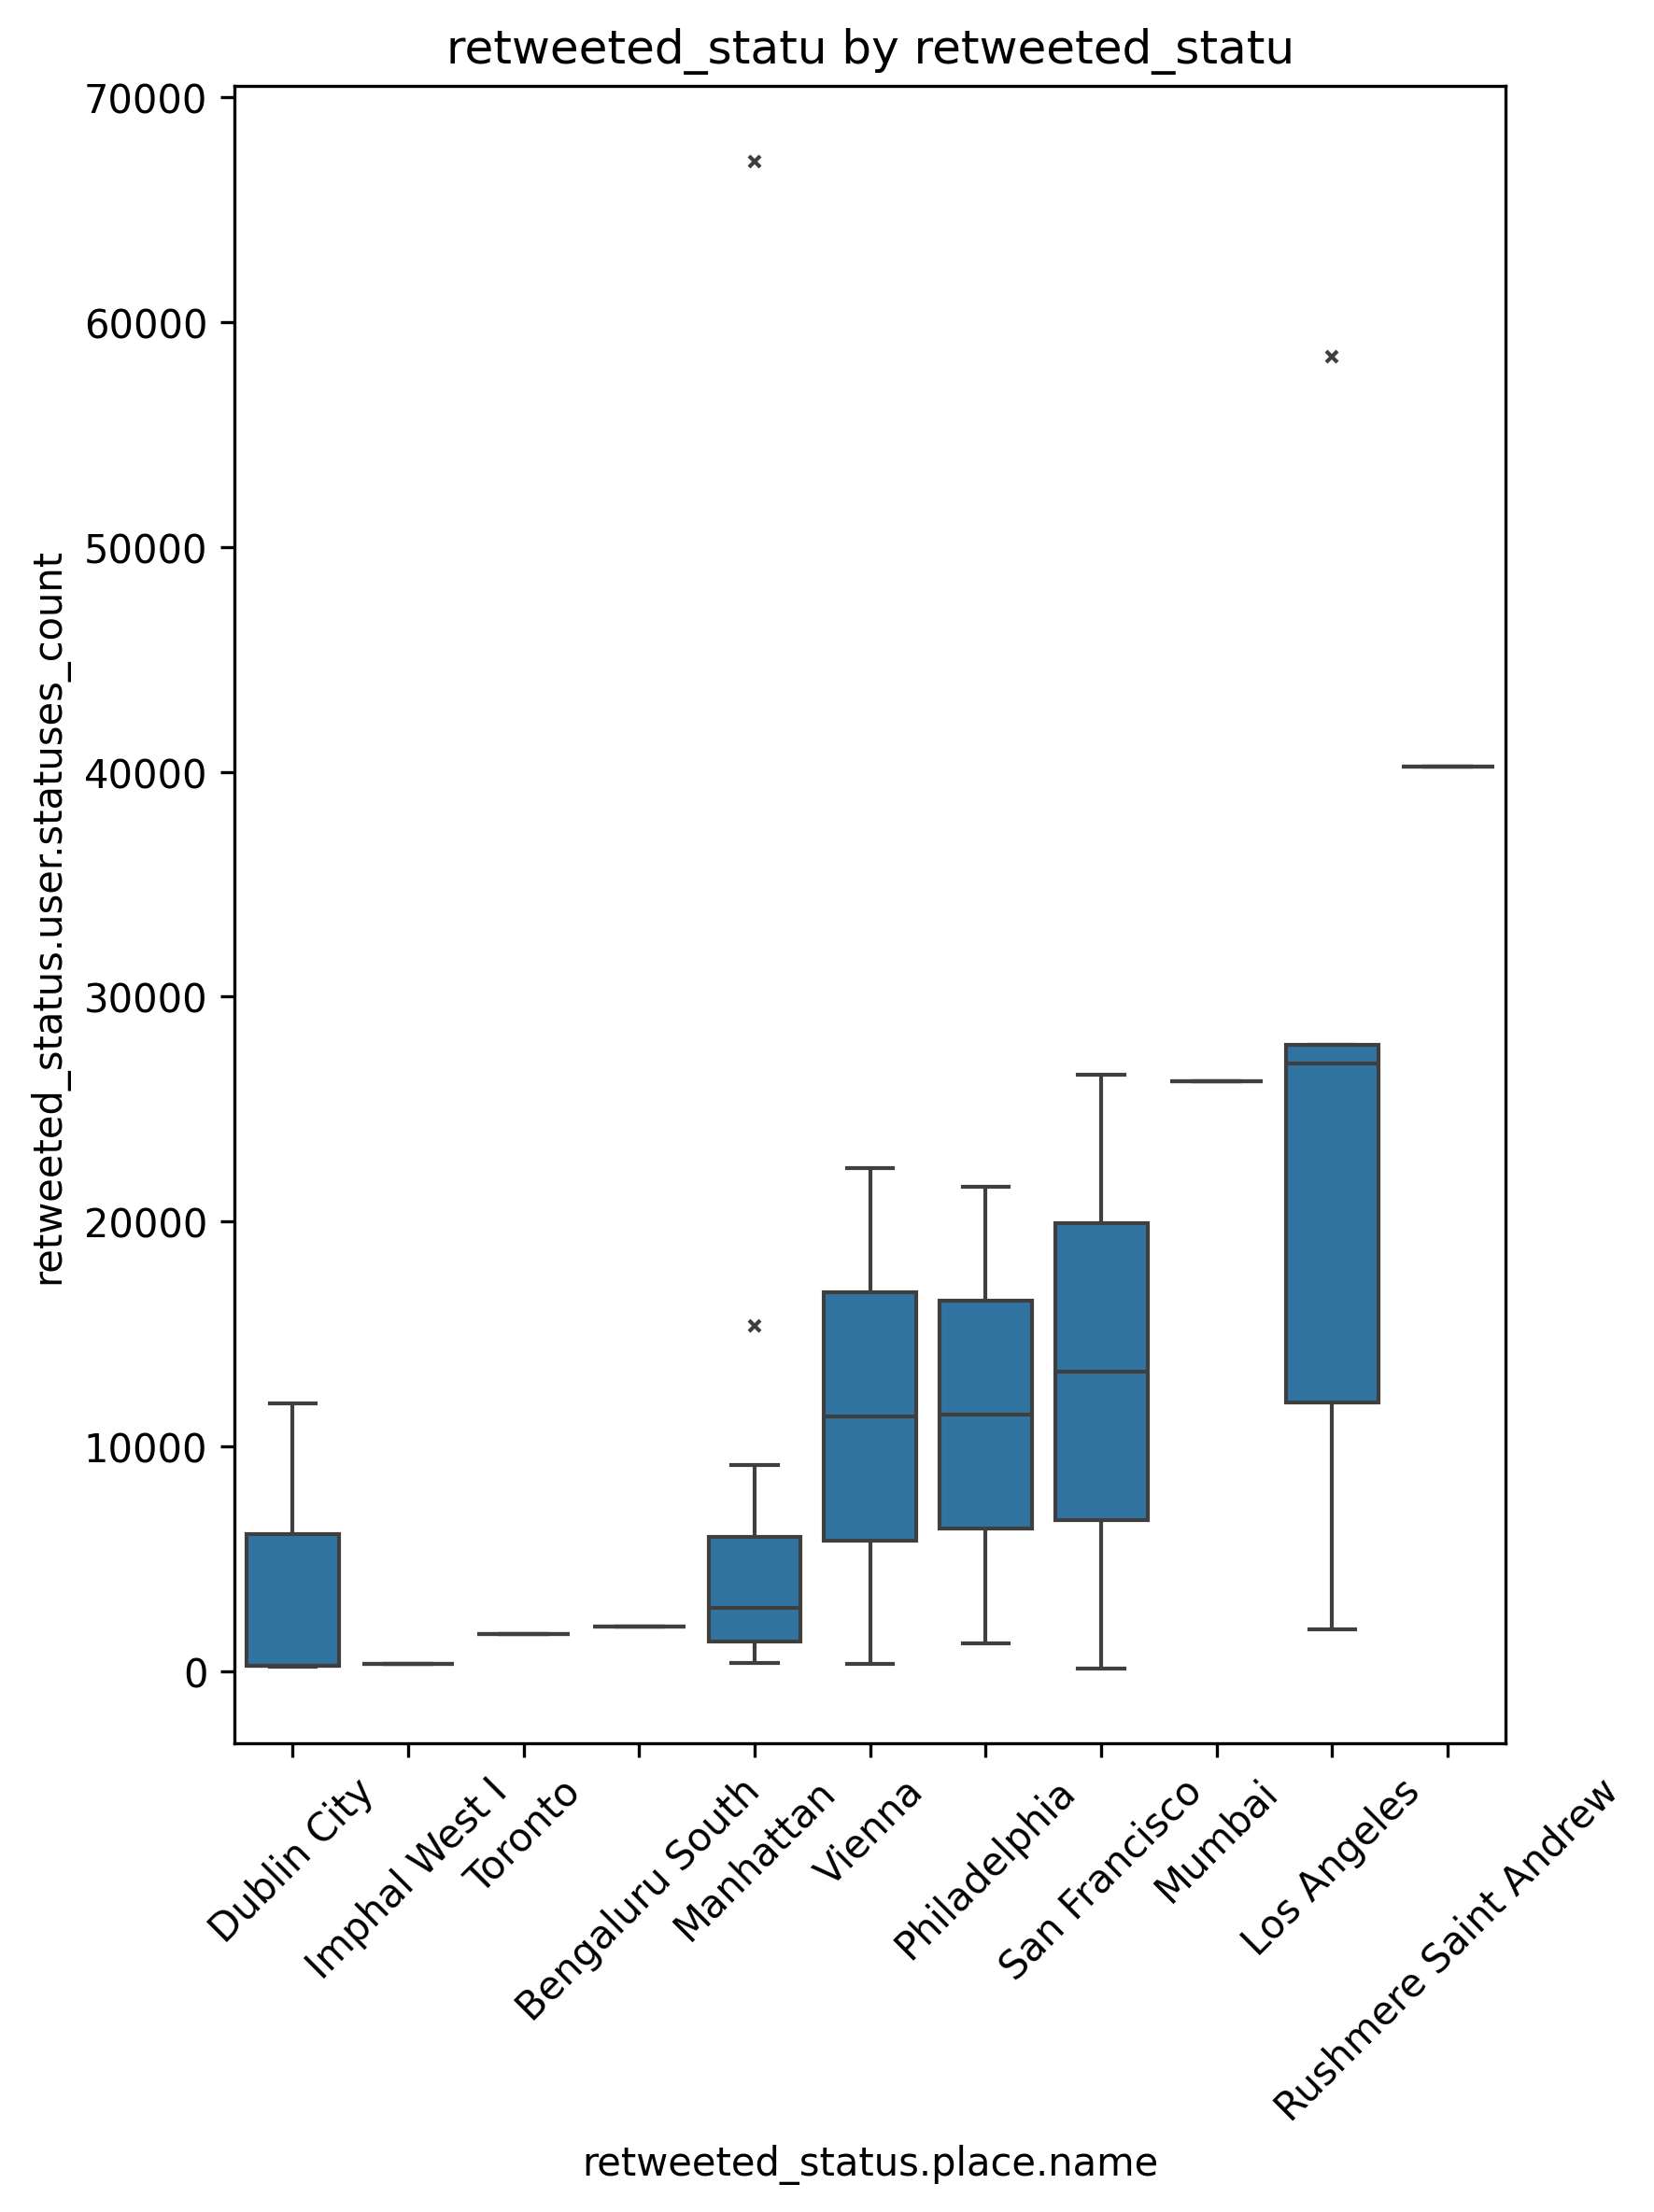 retweeted_statu by retweeted_statu
70000
60000
50000
40000
30000
20000
10000
0
retweeted_status.user.statuses_count
Dublin City
Imphal West I
Toronto
Bengaluru South
Manhattan
Vienna
Philadelphia
San Francisco
Mumbai
Los Angeles
Rushmere Saint Andrew
retweeted_status.place.name